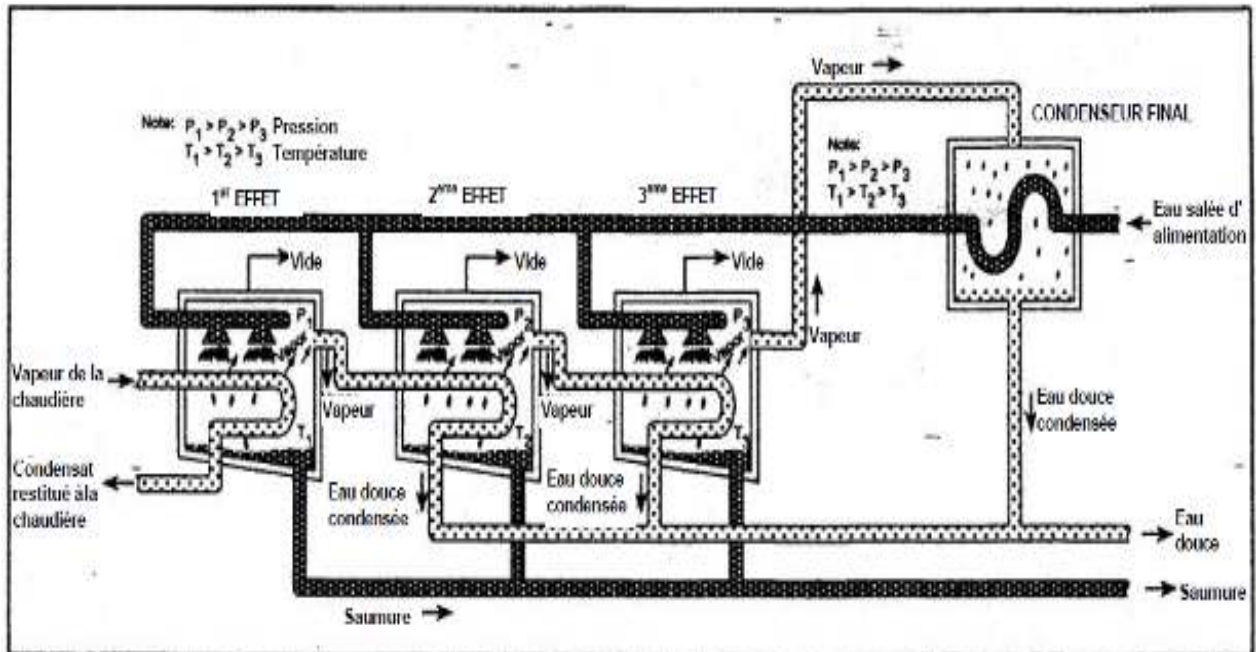 Vapeur
CONDENSEUR FINAL
Note: P1 > P2 > P3 Pression
T1 > T2 > T3 Température
Note:
P1 > P2 > P3
T1 > T2 > T3
1er EFFET
2eme EFFET
3eme EFFET
Eau salée d'
alimentation
Vide
Vide
Vide
P1
P2
P3
Vapeur
Vapeur de la
chaudière
Vapeur
Vapeur
T1
T2
T3
Eau douce
condensée
Condensat
restitué àla
chaudière
Eau douce
condensée
Eau douce
condensée
Eau
douce
Saumure
Saumure